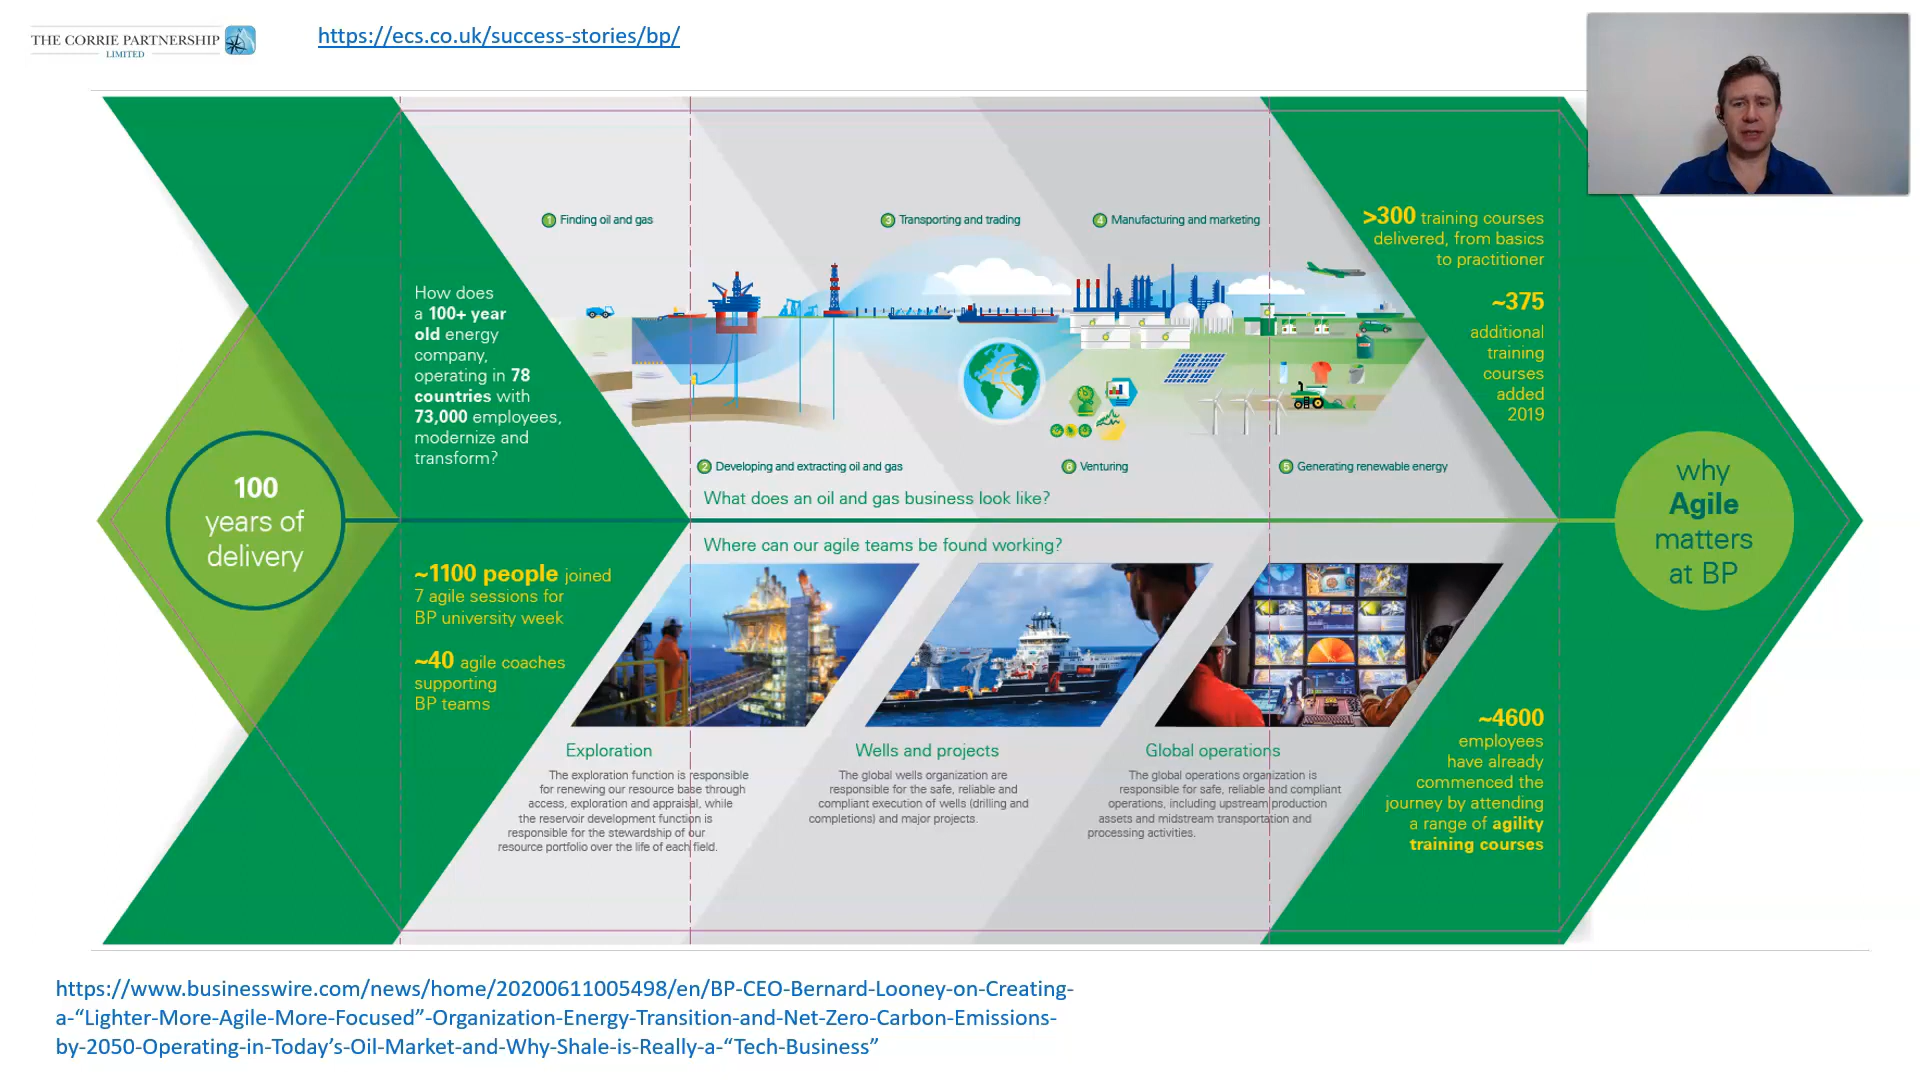 THE CORRIE PARTNERSHIP
LIMITED
https://ecs.co.uk/success-stories/bp/
100
years of
delivery
How does
a 100+ year
old energy
company,
operating in 78
countries with
73,000 employees,
modernize and
transform?
~1100 people joined
7 agile sessions for
BP university week
~40 agile coaches
supporting
BP teams
1 Finding oil and gas
3 Transporting and trading
4 Manufacturing and marketing
2 Developing and extracting oil and gas
6 Venturing
5 Generating renewable energy
What does an oil and gas business look like?
Where can our agile teams be found working?
Exploration
The exploration function is responsible
for renewing our resource base through
access, exploration and appraisal, while
the reservoir development function is
responsible for the stewardship of our
resource portfolio over the life of each field.
Wells and projects
The global wells organization are
responsible for the safe, reliable and
compliant execution of wells (drilling and
completions) and major projects.
Global operations
The global operations organization is
responsible for safe, reliable and compliant
operations, including upstream production
assets and midstream transportation and
processing activities.
>300 training courses
delivered, from basics
to practitioner
~375
additional
training
courses
added
2019
~4600
employees
have already
commenced the
journey by attending
a range of agility
training courses
why
Agile
matters
at BP
https://www.businesswire.com/news/home/20200611005498/en/BP-CEO-Bernard-Looney-on-Creating-
a-“Lighter-More-Agile-More-Focused”-Organization-Energy-Transition-and-Net-Zero-Carbon-Emissions-
by-2050-Operating-in-Today’s-Oil-Market-and-Why-Shale-is-Really-a-“Tech-Business”